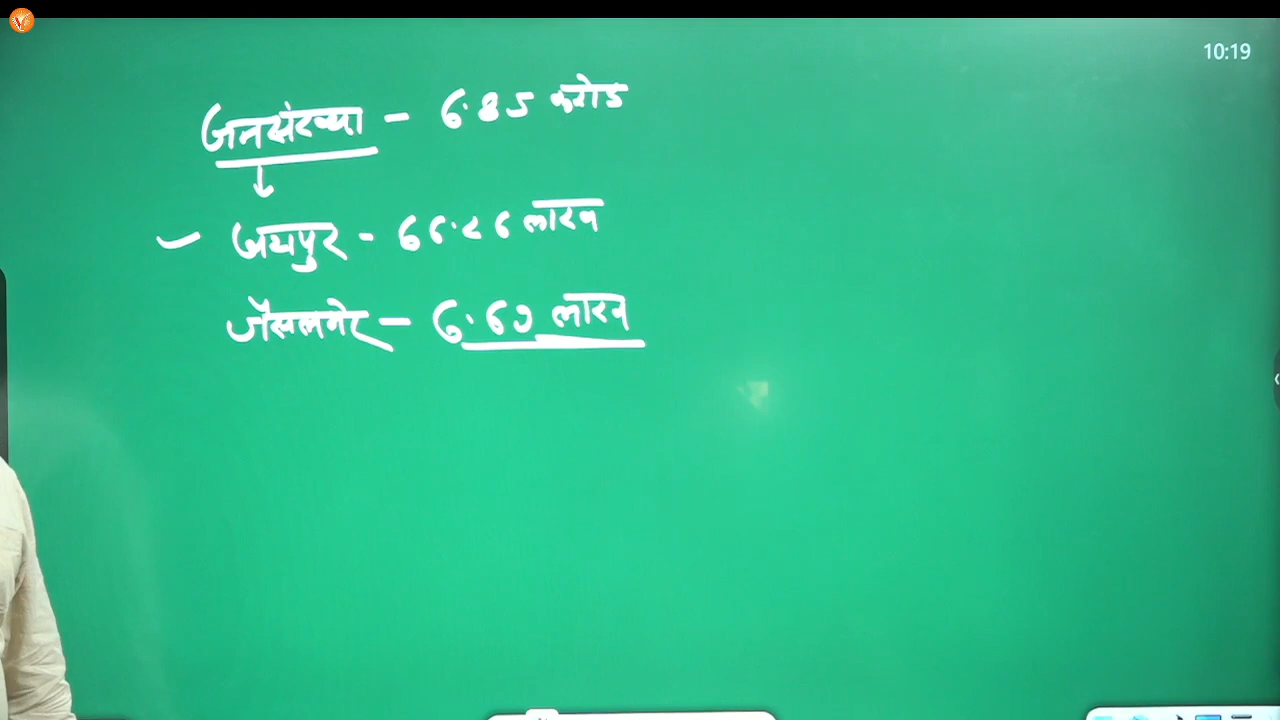 10:19
जनसंख्या - 6.85 करोड
↓
जयपुर - 66.26 लाख
जैसलमेर - 6.69 लाख